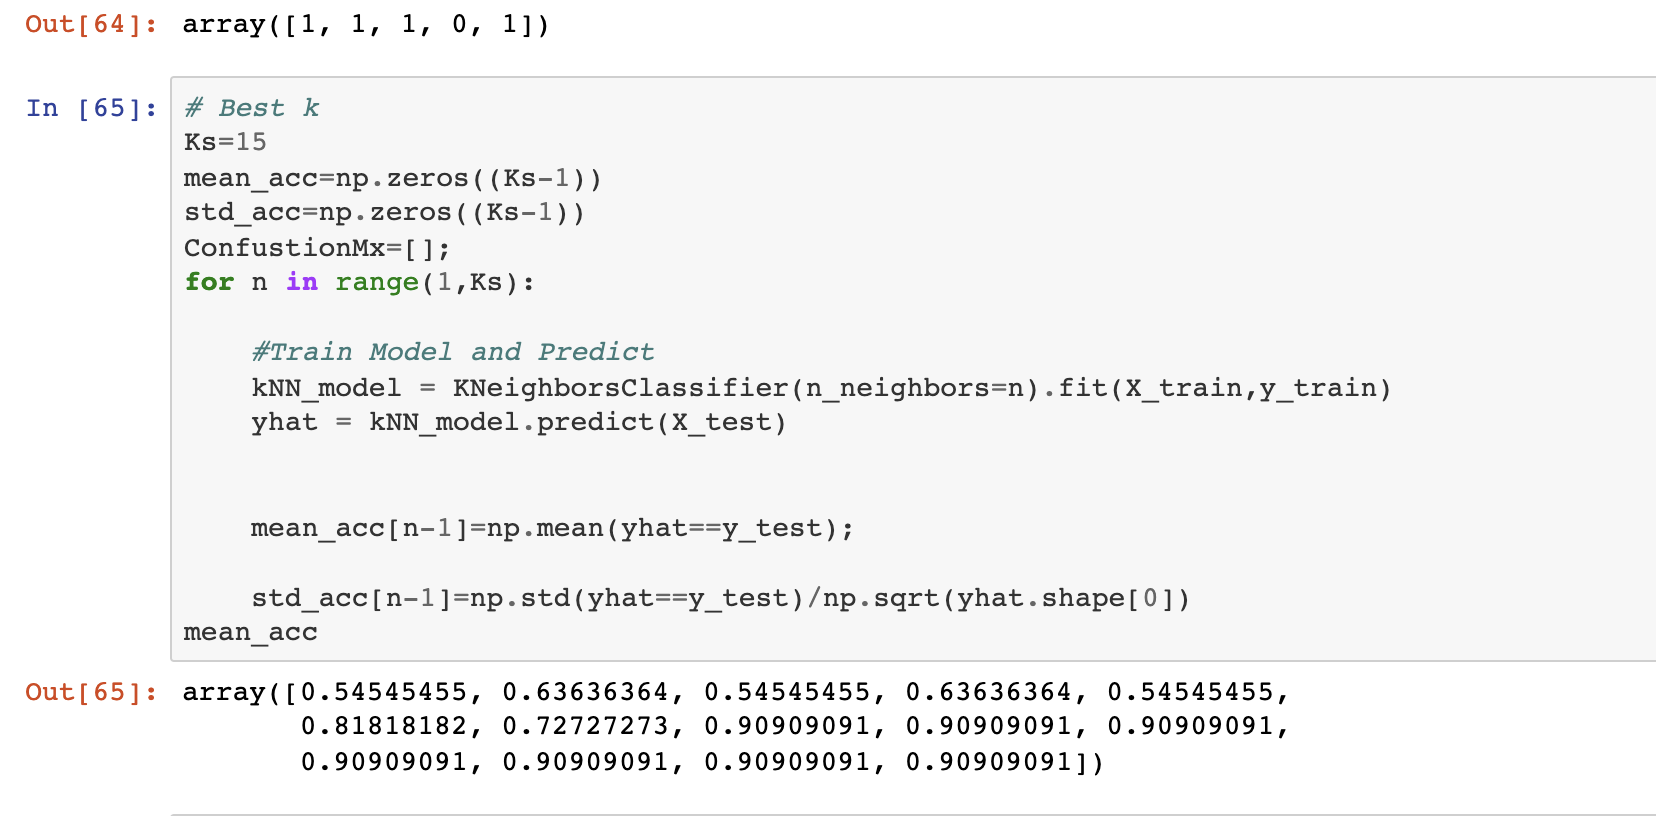 Out[64]: array([1, 1, 1, 0, 1])
In [65]: # Best k
Ks=15
mean_acc=np.zeros((Ks-1))
std_acc=np.zeros((Ks-1))
ConfustionMx=[];
for n in range(1,Ks):
#Train Model and Predict
kNN_model = KNeighborsClassifier(n_neighbors=n).fit(X_train,y_train)
yhat = kNN_model.predict(X_test)
mean_acc[n-1]=np.mean(yhat==y_test);
std_acc[n-1]=np.std(yhat==y_test)/np.sqrt(yhat.shape[0])
mean_acc
Out[65]: array([0.54545455, 0.63636364, 0.54545455, 0.63636364, 0.54545455,
0.81818182, 0.72727273, 0.90909091, 0.90909091, 0.90909091,
0.90909091, 0.90909091, 0.90909091, 0.90909091])